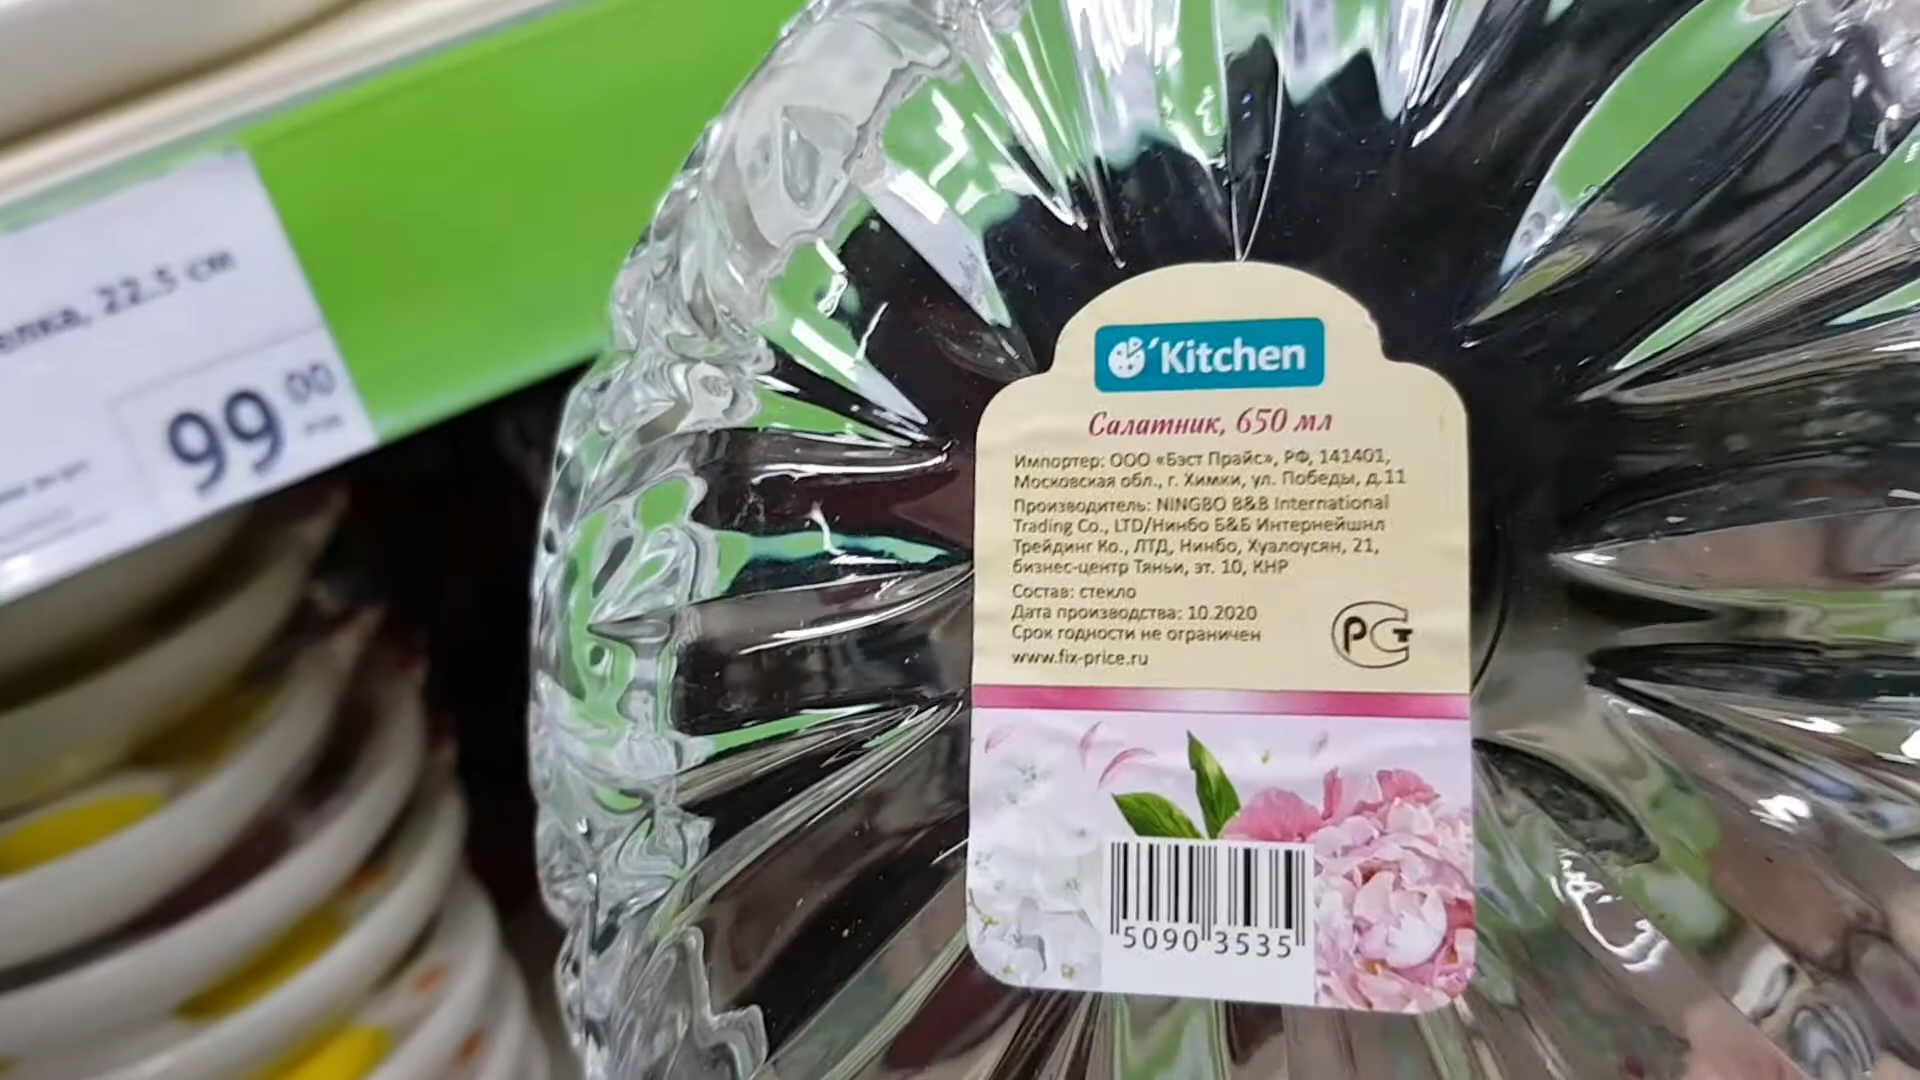 22.5 см
99 00
´Kitchen
Салатник, 650 мл
Импортер: ООО «Бэст Прайс», РФ, 141401,
Московская обл., г. Химки, ул. Победы, д.11
Производитель: NINGBO B&B International
Trading Co., LTD/Нинбо Б&Б Интернейшнл
Трейдинг Ко., ЛТД, Нинбо, Хуалоусян, 21,
бизнес-центр Тяньи, эт. 10, КНР
Состав: стекло
Дата производства: 10.2020
Срок годности не ограничен
www.fix-price.ru
РСТ
5090 3535